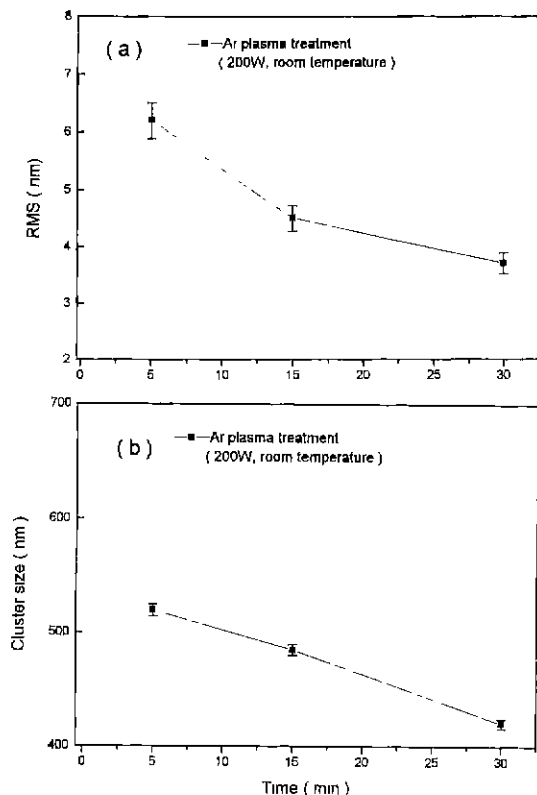 8
( a )
Ar plasma treatment
( 200W, room temperature )
7
6
RMS ( nm)
5
4
3
2
0 5 10 15 20 25 30
700
( b )
Ar plasma treatment
( 200W, room temperature )
600
Cluster size ( nm )
500
400
0 5 10 15 20 25 30
Time ( min )